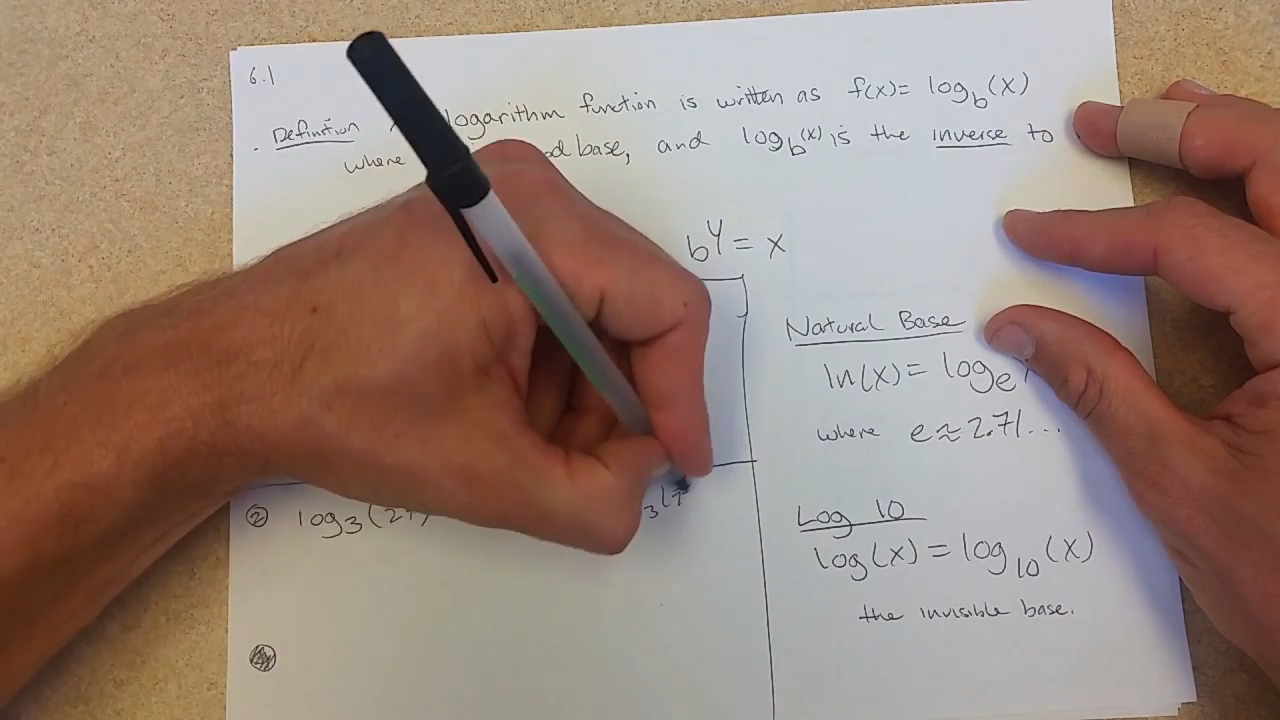 6.1
. Definition logarithm function is written as f(x)= log_b(x)
where base, and log_b(x) is the inverse to
b^y = x
Natural Base
ln(x) = log_e
where e ≈ 2.71...
② log_3(27)
Log 10
log(x) = log_10(x)
the invisible base.